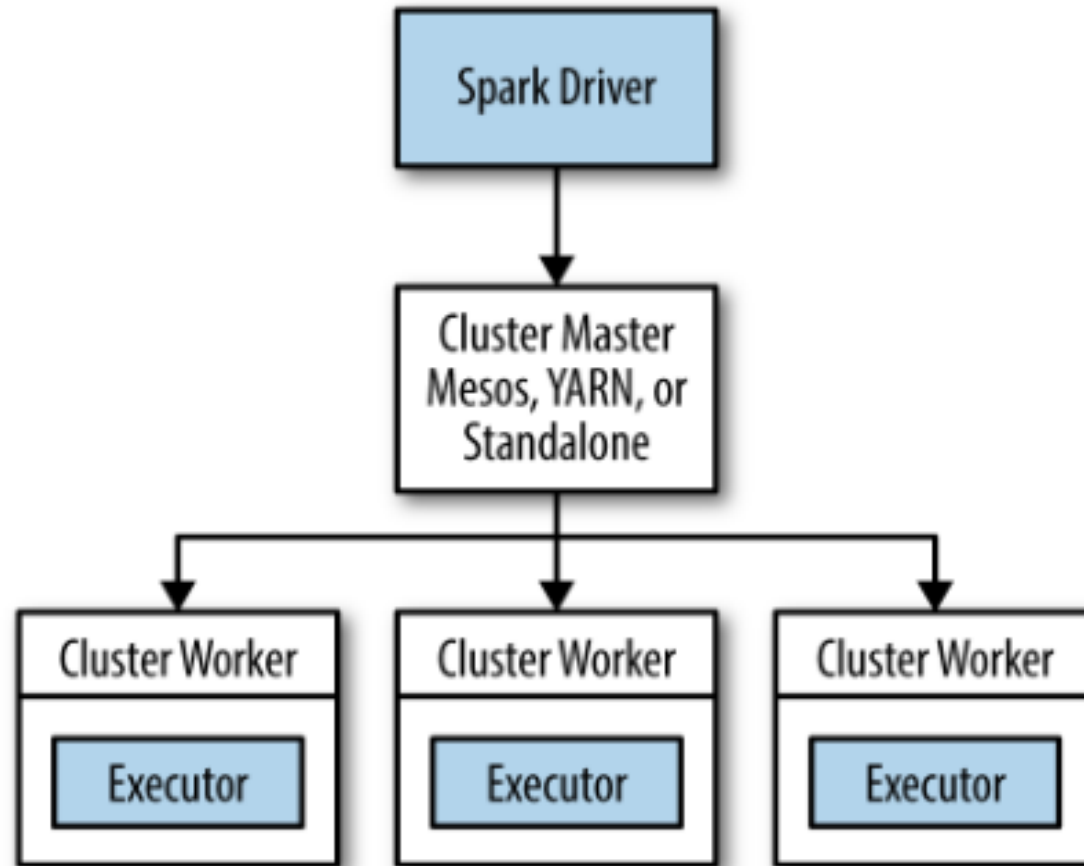 Spark Driver
Cluster Master
Mesos, YARN, or
Standalone
Cluster Worker
Cluster Worker
Cluster Worker
Executor
Executor
Executor